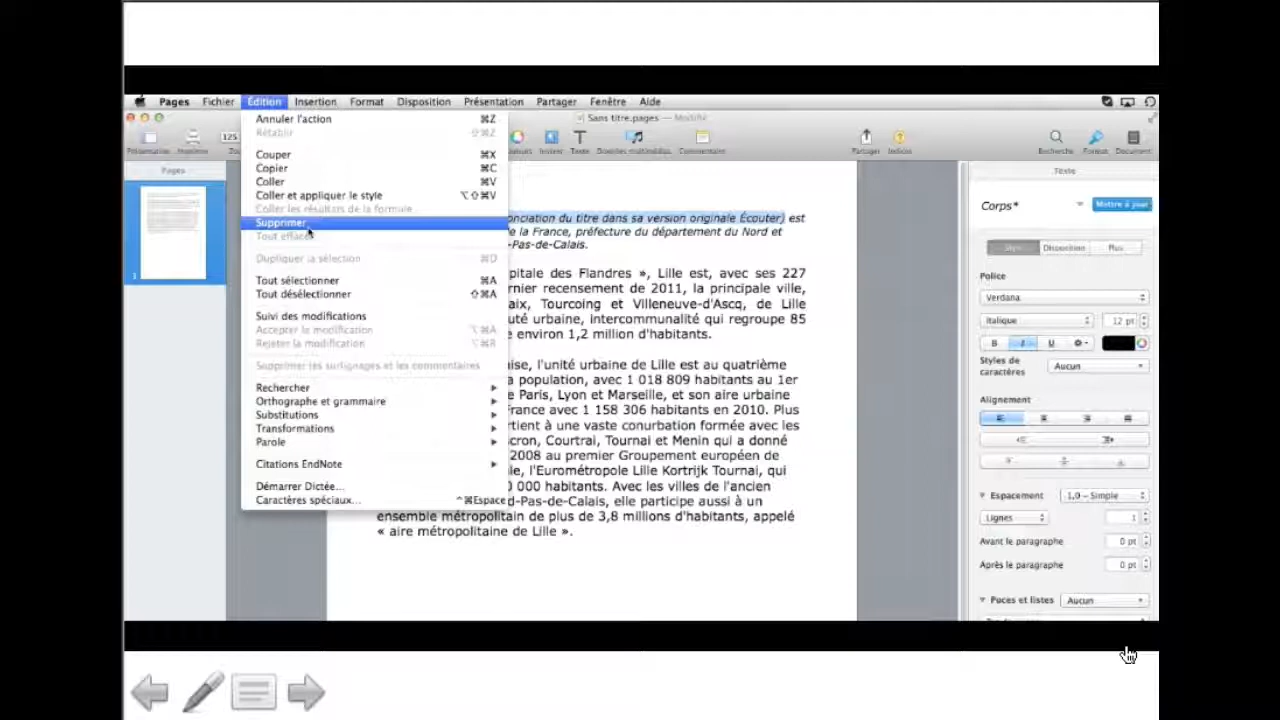 Pages Fichier Édition Insertion Format Disposition Présentation Partager Fenêtre Aide
Sans titre.pages — Modifié
125
Texte Commentaire
Partager
Recherche Format Document
Pages
1
Annuler l'action ⌘Z
Rétablir ⇧⌘Z
Couper ⌘X
Copier ⌘C
Coller ⌘V
Coller et appliquer le style ⌥⇧⌘V
Coller les résultats de la formule
Supprimer
Tout effacer
Dupliquer la sélection ⌘D
Tout sélectionner ⌘A
Tout désélectionner ⇧⌘A
Suivi des modifications
Accepter la modification ⌥⌘A
Rejeter la modification ⌥⌘R
Supprimer les surlignages et les commentaires
Rechercher
Orthographe et grammaire
Substitutions
Transformations
Parole
Citations EndNote
Démarrer Dictée...
Caractères spéciaux... ^⌘Espace
onciation du titre dans sa version originale Écouter) est
e la France, préfecture du département du Nord et
-Pas-de-Calais.
pitale des Flandres », Lille est, avec ses 227
rnier recensement de 2011, la principale ville,
aix, Tourcoing et Villeneuve-d'Ascq, de Lille
uté urbaine, intercommunalité qui regroupe 85
e environ 1,2 million d'habitants.
ise, l'unité urbaine de Lille est au quatrième
a population, avec 1 018 809 habitants au 1er
e Paris, Lyon et Marseille, et son aire urbaine
France avec 1 158 306 habitants en 2010. Plus
rtient à une vaste conurbation formée avec les
scron, Courtrai, Tournai et Menin qui a donné
2008 au premier Groupement européen de
le, l'Eurométropole Lille Kortrijk Tournai, qui
0 000 habitants. Avec les villes de l'ancien
d-Pas-de-Calais, elle participe aussi à un
ensemble métropolitain de plus de 3,8 millions d'habitants, appelé
« aire métropolitaine de Lille ».
Texte
Corps*
Mettre à jour
Style Disposition Plus
Police
Verdana
Italique 12 pt
B I U
Styles de
caractères
Aucun
Alignement
Espacement 1,0 – Simple
Lignes 1
Avant le paragraphe 0 pt
Après le paragraphe 0 pt
Puces et listes Aucun